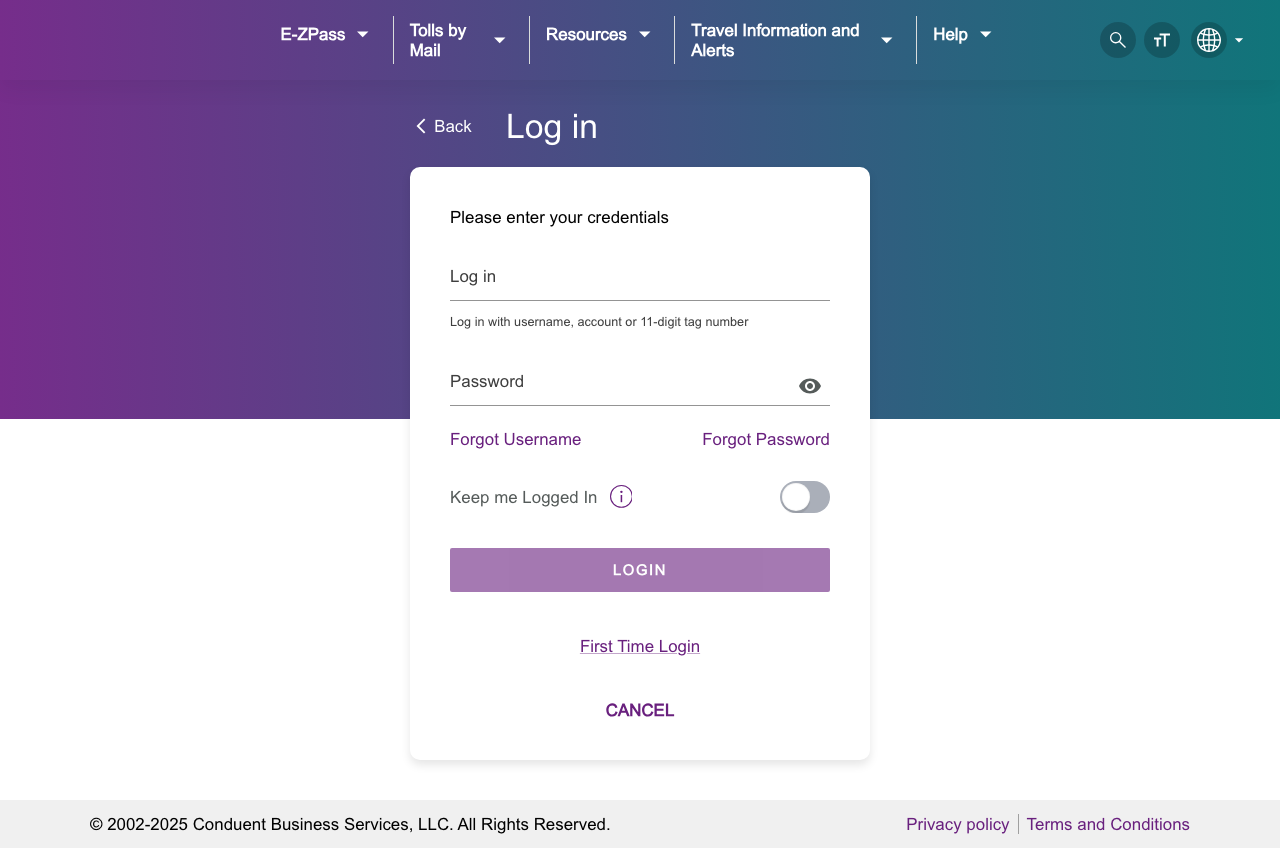 E-ZPass
Tolls by
Mail
Resources
Travel Information and
Alerts
Help
Back
Log in
Please enter your credentials
Log in
Log in with username, account or 11-digit tag number
Password
Forgot Username
Forgot Password
Keep me Logged In
LOGIN
First Time Login
CANCEL
© 2002-2025 Conduent Business Services, LLC. All Rights Reserved.
Privacy policy
Terms and Conditions